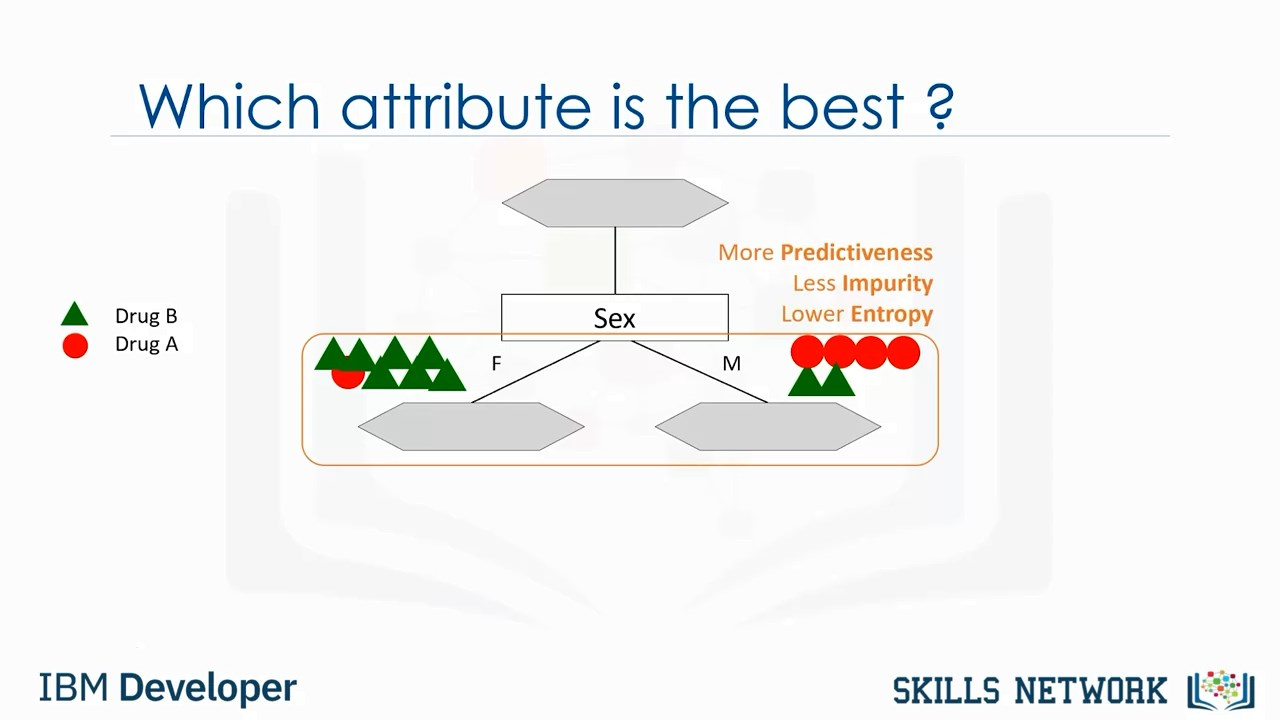 Which attribute is the best ?
More Predictiveness
Less Impurity
Lower Entropy
Drug B
Drug A
Sex
F
M
IBM Developer
SKILLS NETWORK